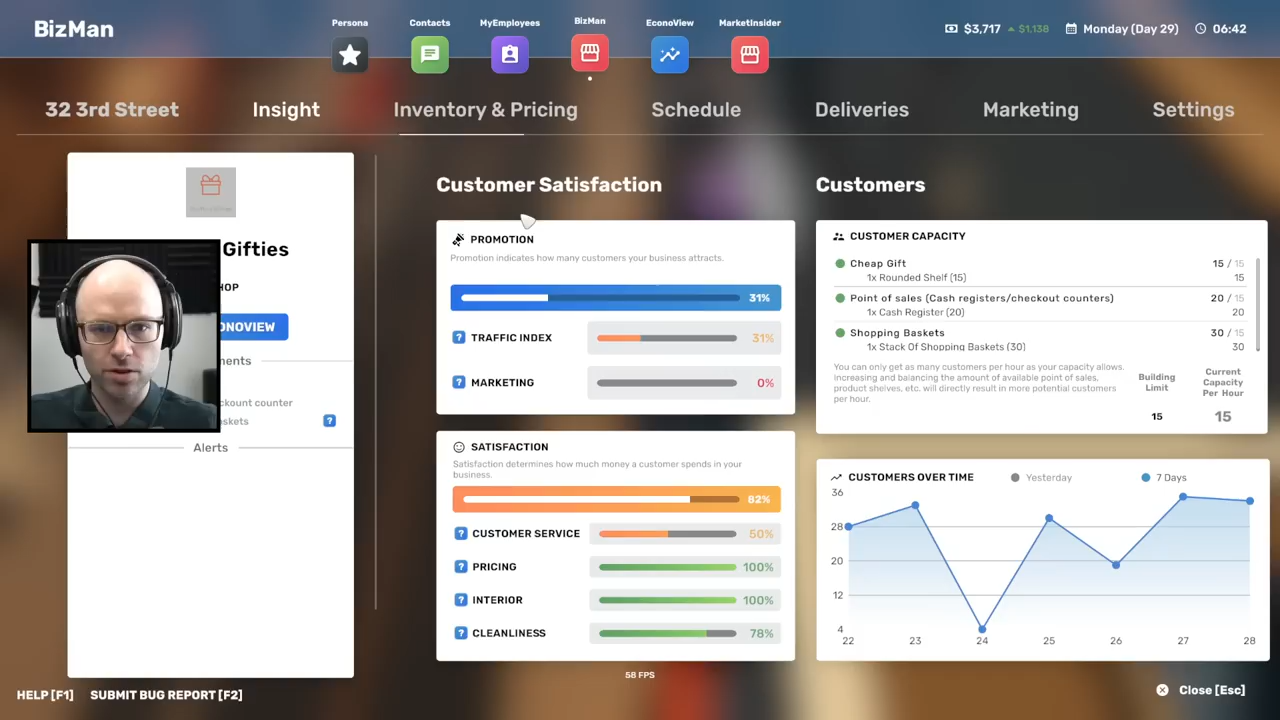 BizMan
Persona
Contacts
MyEmployees
BizMan
EconoView
MarketInsider
$3,717
$1.138
Monday (Day 29)
06:42
32 3rd Street
Insight
Inventory & Pricing
Schedule
Deliveries
Marketing
Settings
Gifties
HOP
ONOVIEW
ments
ckout counter
askets
?
Alerts
Customer Satisfaction
PROMOTION
Promotion indicates how many customers your business attracts.
31%
? TRAFFIC INDEX 31%
? MARKETING 0%
SATISFACTION
Satisfaction determines how much money a customer spends in your
business.
82%
? CUSTOMER SERVICE 50%
? PRICING 100%
? INTERIOR 100%
? CLEANLINESS 78%
Customers
CUSTOMER CAPACITY
Cheap Gift 15 / 15
1x Rounded Shelf (15) 15
Point of sales (Cash registers/checkout counters) 20 / 15
1x Cash Register (20) 20
Shopping Baskets 30 / 15
1x Stack Of Shopping Baskets (30) 30
You can only get as many customers per hour as your capacity allows.
Increasing and balancing the amount of available point of sales,
product shelves, etc. will directly result in more potential customers
per hour.
Building
Limit
15
Current
Capacity
Per Hour
15
CUSTOMERS OVER TIME
Yesterday
7 Days
36
28
20
12
4
22 23 24 25 26 27 28
58 FPS
HELP [F1]
SUBMIT BUG REPORT [F2]
Close [Esc]